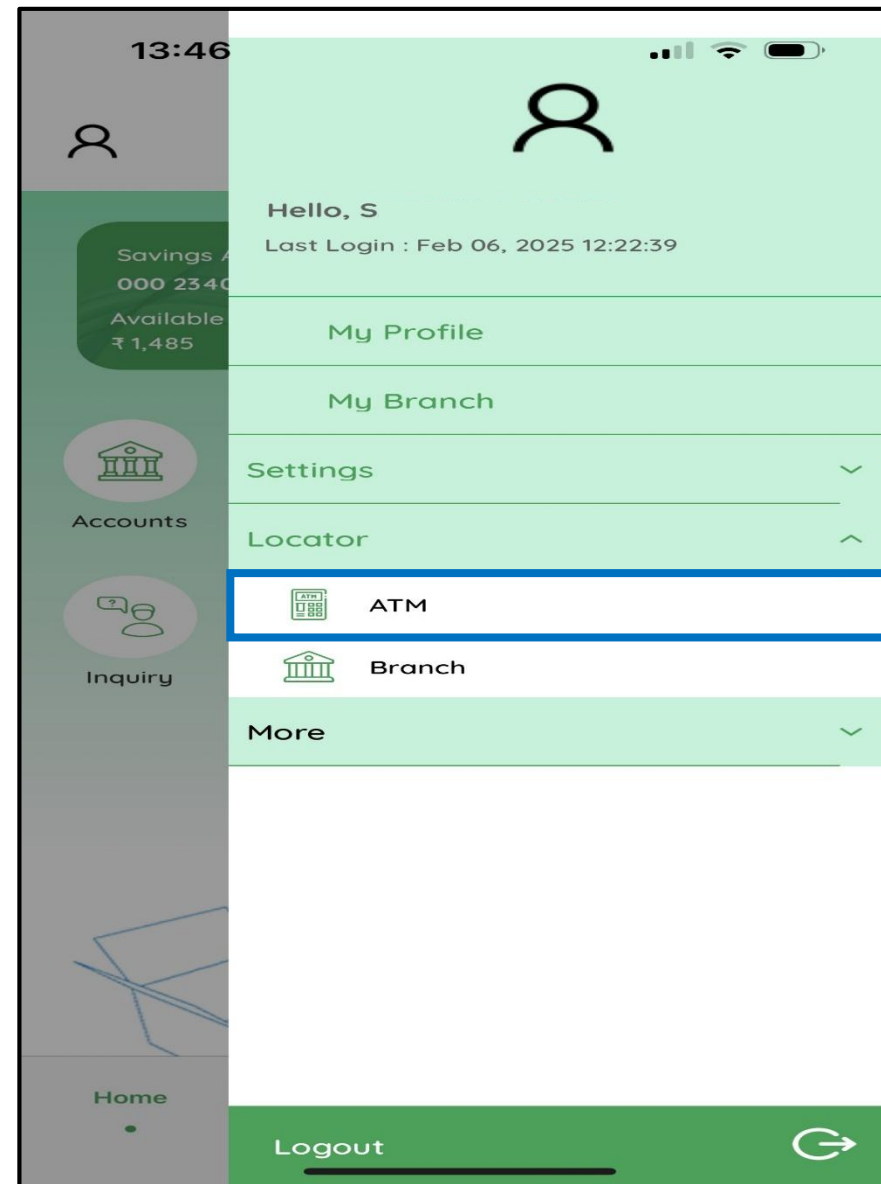 13:46
Hello, S
Last Login : Feb 06, 2025 12:22:39
Savings A
000 2340
Available
₹ 1,485
My Profile
My Branch
Settings
Accounts
Locator
ATM
ATM
Branch
Inquiry
More
Home
Logout